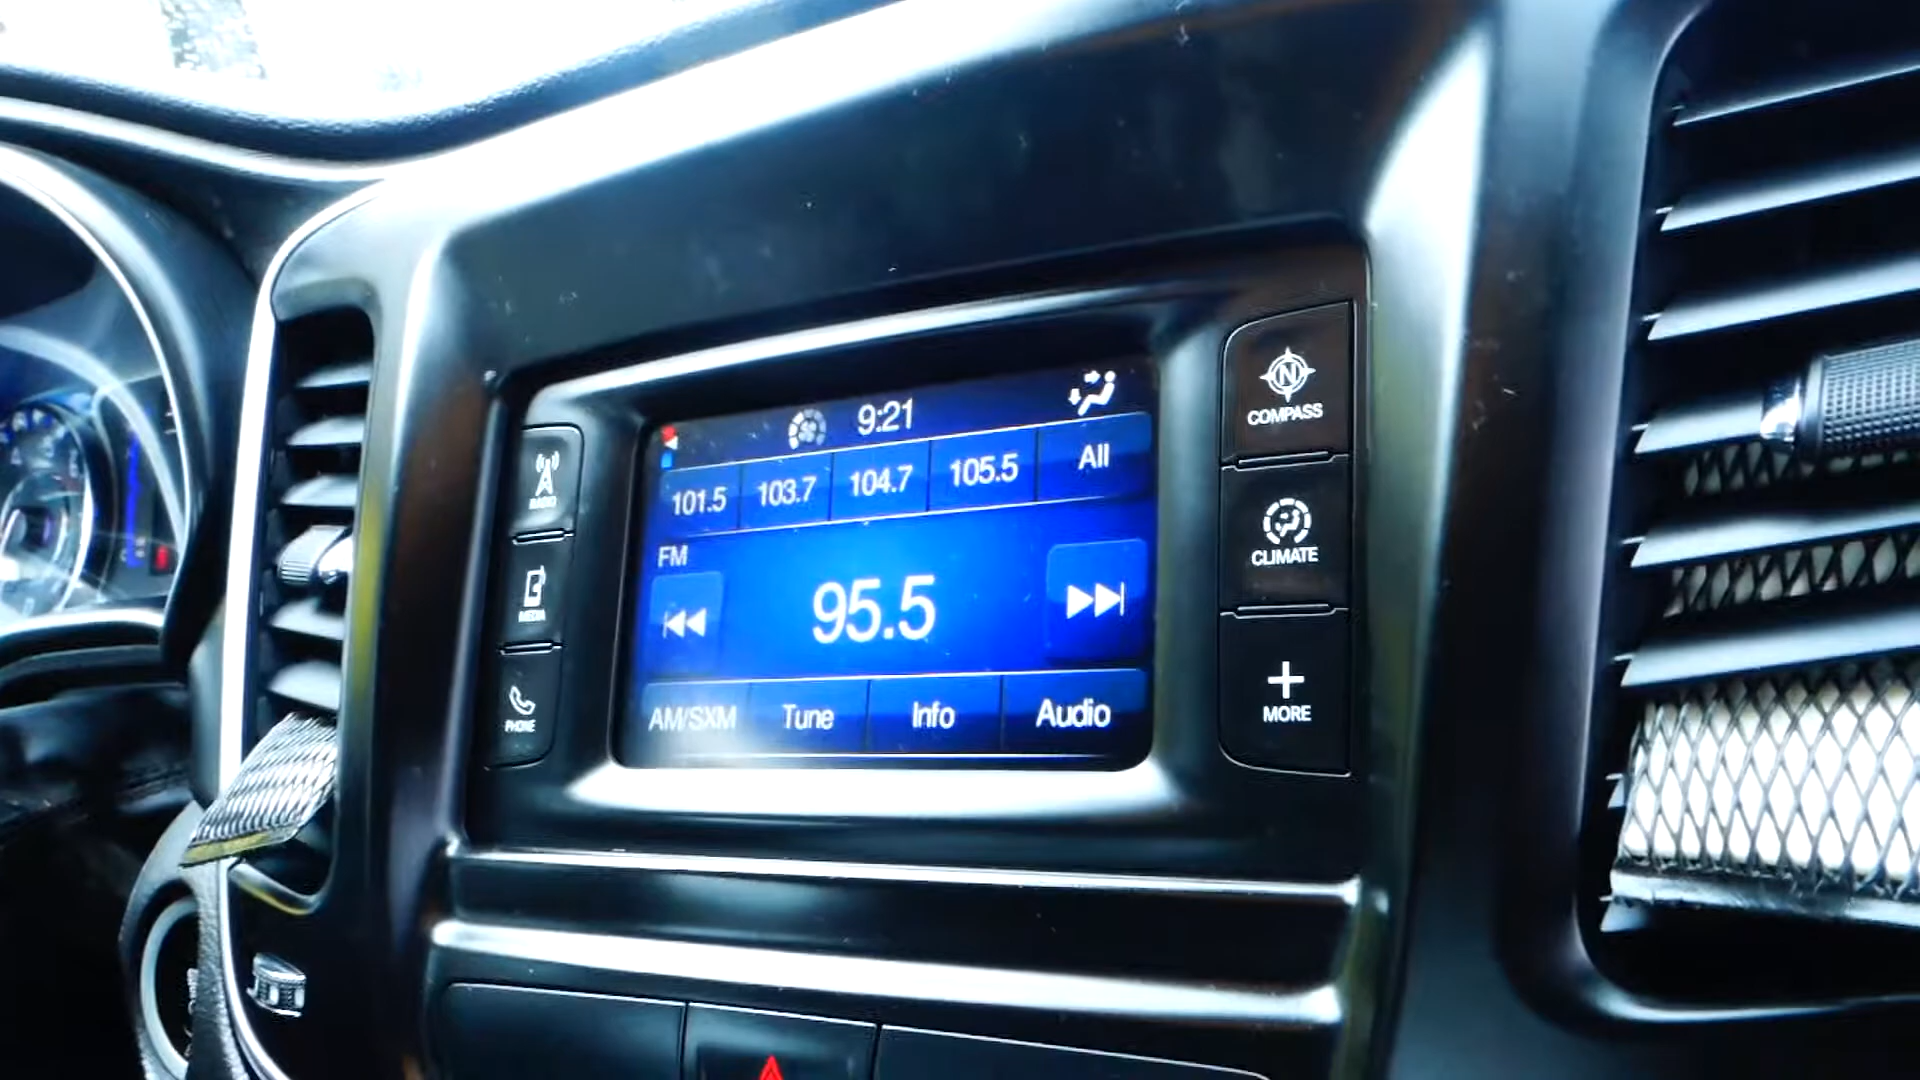 9:21
101.5 103.7 104.7 105.5 All
FM
95.5
AM/SXM Tune Info Audio
RADIO
MEDIA
PHONE
N
COMPASS
CLIMATE
MORE